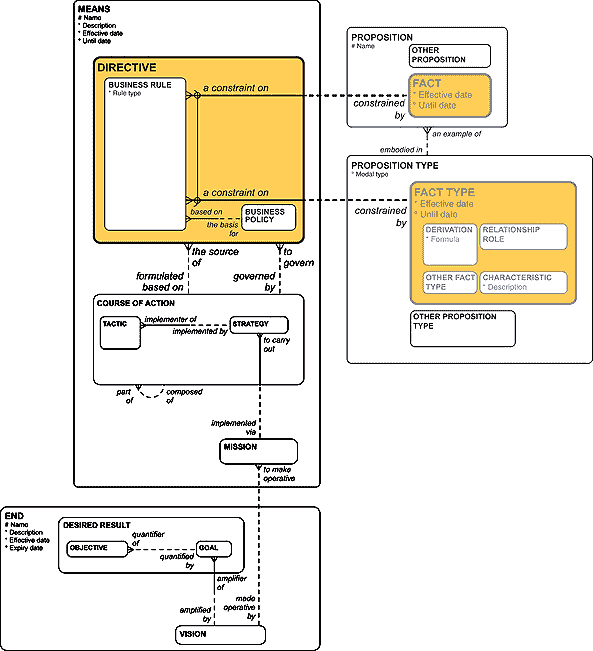 MEANS
# Name
* Description
* Effective date
* Until date
DIRECTIVE
BUSINESS RULE
* Rule type
a constraint on
a constraint on
based on
the basis
for
BUSINESS
POLICY
the source
of
to
govern
formulated
based on
governed
by
COURSE OF ACTION
TACTIC
implementer of
implemented by
STRATEGY
to carry
out
part
of
composed
of
implemented
via
MISSION
to make
operative
PROPOSITION
# Name
OTHER
PROPOSITION
FACT
* Effective date
* Until date
constrained
by
an example of
embodied in
PROPOSITION TYPE
* Modal type
FACT TYPE
* Effective date
* Until date
constrained
by
DERIVATION
* Formula
RELATIONSHIP
ROLE
OTHER FACT
TYPE
CHARACTERISTIC
* Description
OTHER PROPOSITION
TYPE
END
# Name
* Description
* Effective date
* Expiry date
DESIRED RESULT
OBJECTIVE
quantifier
of
quantified
by
GOAL
amplifier
of
amplified
by
made
operative
by
VISION